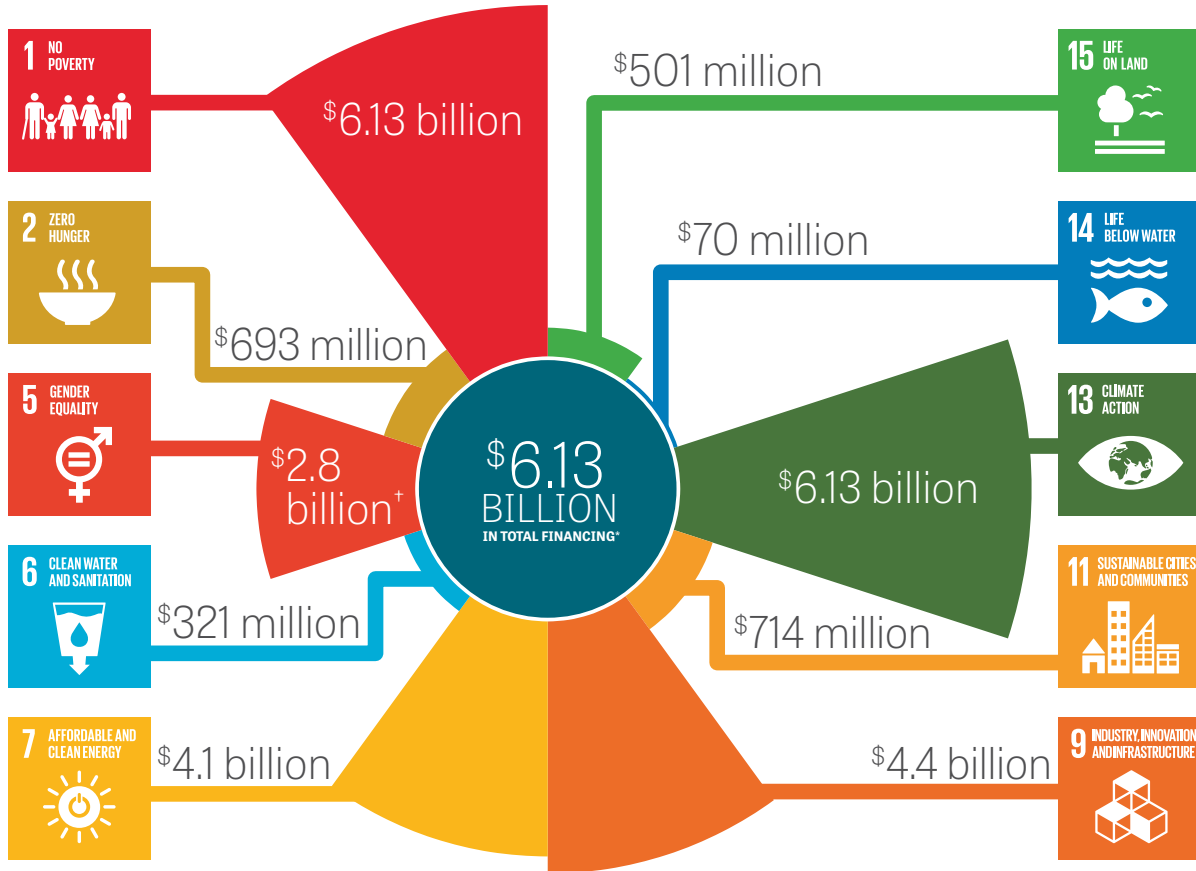 1 NO
POVERTY
$6.13 billion
2 ZERO
HUNGER
$693 million
5 GENDER
EQUALITY
$2.8
billion†
6 CLEAN WATER
AND SANITATION
$321 million
7 AFFORDABLE AND
CLEAN ENERGY
$4.1 billion
$6.13
BILLION
IN TOTAL FINANCING*
$501 million
15 LIFE
ON LAND
$70 million
14 LIFE
BELOW WATER
$6.13 billion
13 CLIMATE
ACTION
$714 million
11 SUSTAINABLE CITIES
AND COMMUNITIES
$4.4 billion
9 INDUSTRY, INNOVATION
AND INFRASTRUCTURE